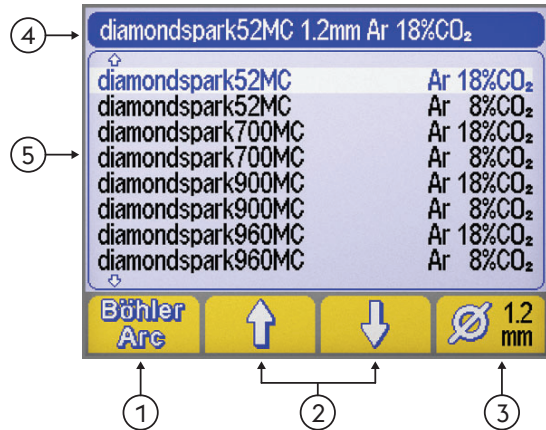 4
diamondspark52MC 1.2mm Ar 18%CO₂
5
diamondspark52MC Ar 18%CO₂
diamondspark52MC Ar 8%CO₂
diamondspark700MC Ar 18%CO₂
diamondspark700MC Ar 8%CO₂
diamondspark900MC Ar 18%CO₂
diamondspark900MC Ar 8%CO₂
diamondspark960MC Ar 18%CO₂
diamondspark960MC Ar 8%CO₂
Böhler
Arc
Ø 1.2
mm
1
2
3